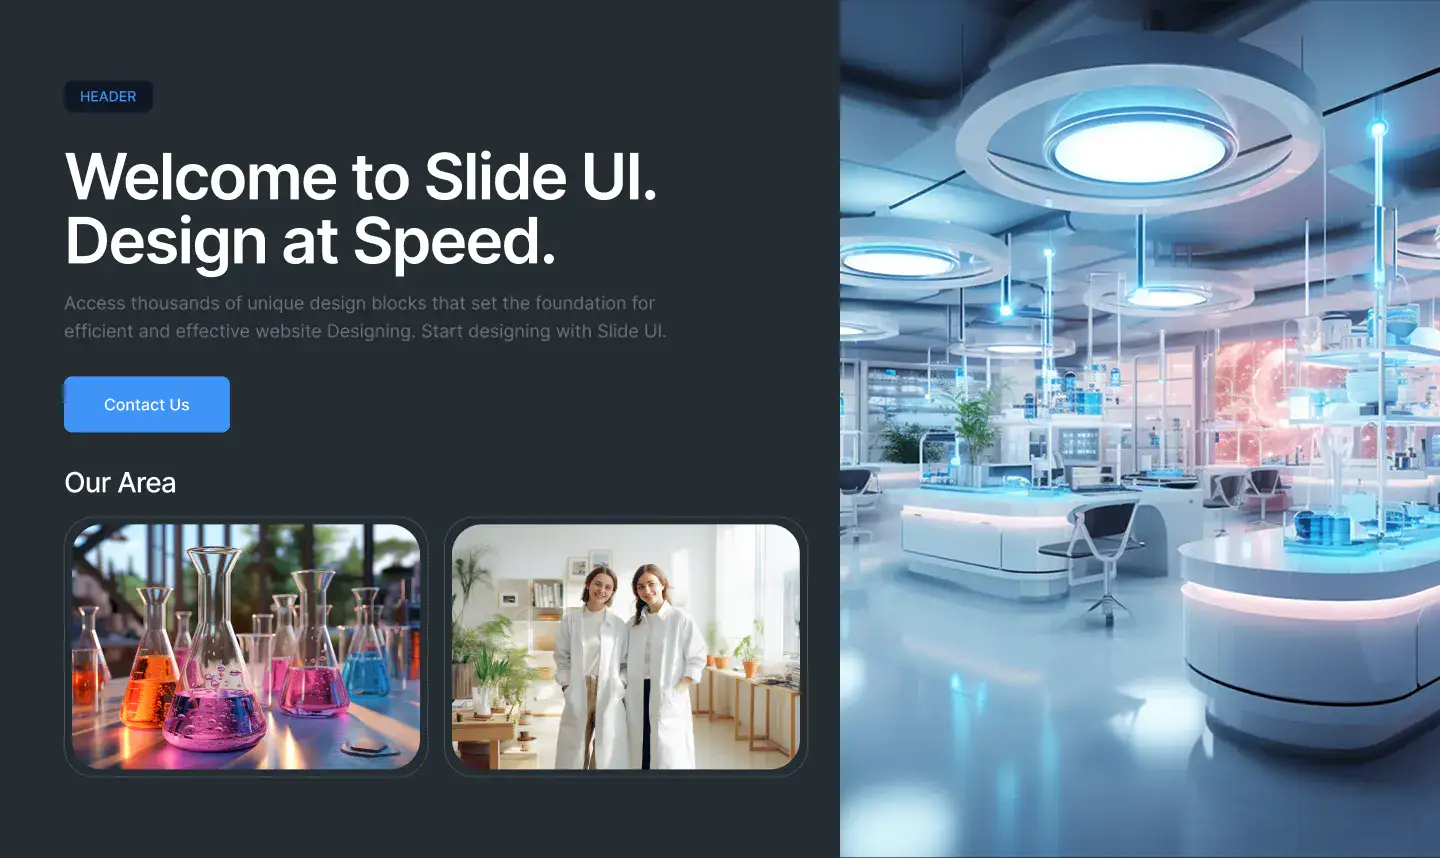 HEADER
Welcome to Slide UI.
Design at Speed.
Access thousands of unique design blocks that set the foundation for
efficient and effective website Designing. Start designing with Slide UI.
Contact Us
Our Area